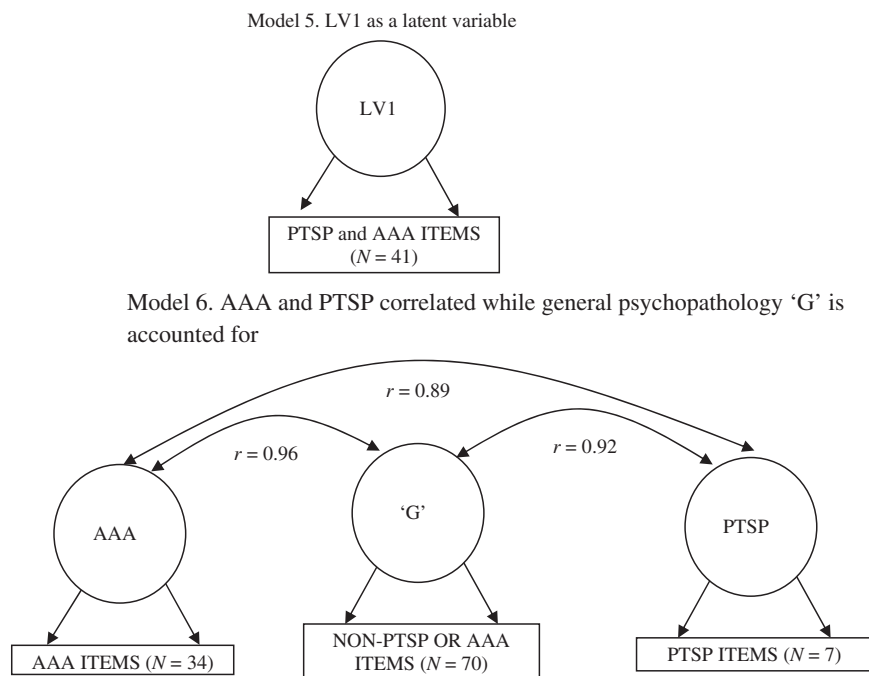 Model 5. LV1 as a latent variable
LV1
PTSP and AAA ITEMS
(N = 41)
Model 6. AAA and PTSP correlated while general psychopathology ‘G’ is
accounted for
r = 0.89
r = 0.96
r = 0.92
AAA
‘G’
PTSP
AAA ITEMS (N = 34)
NON-PTSP OR AAA
ITEMS (N = 70)
PTSP ITEMS (N = 7)